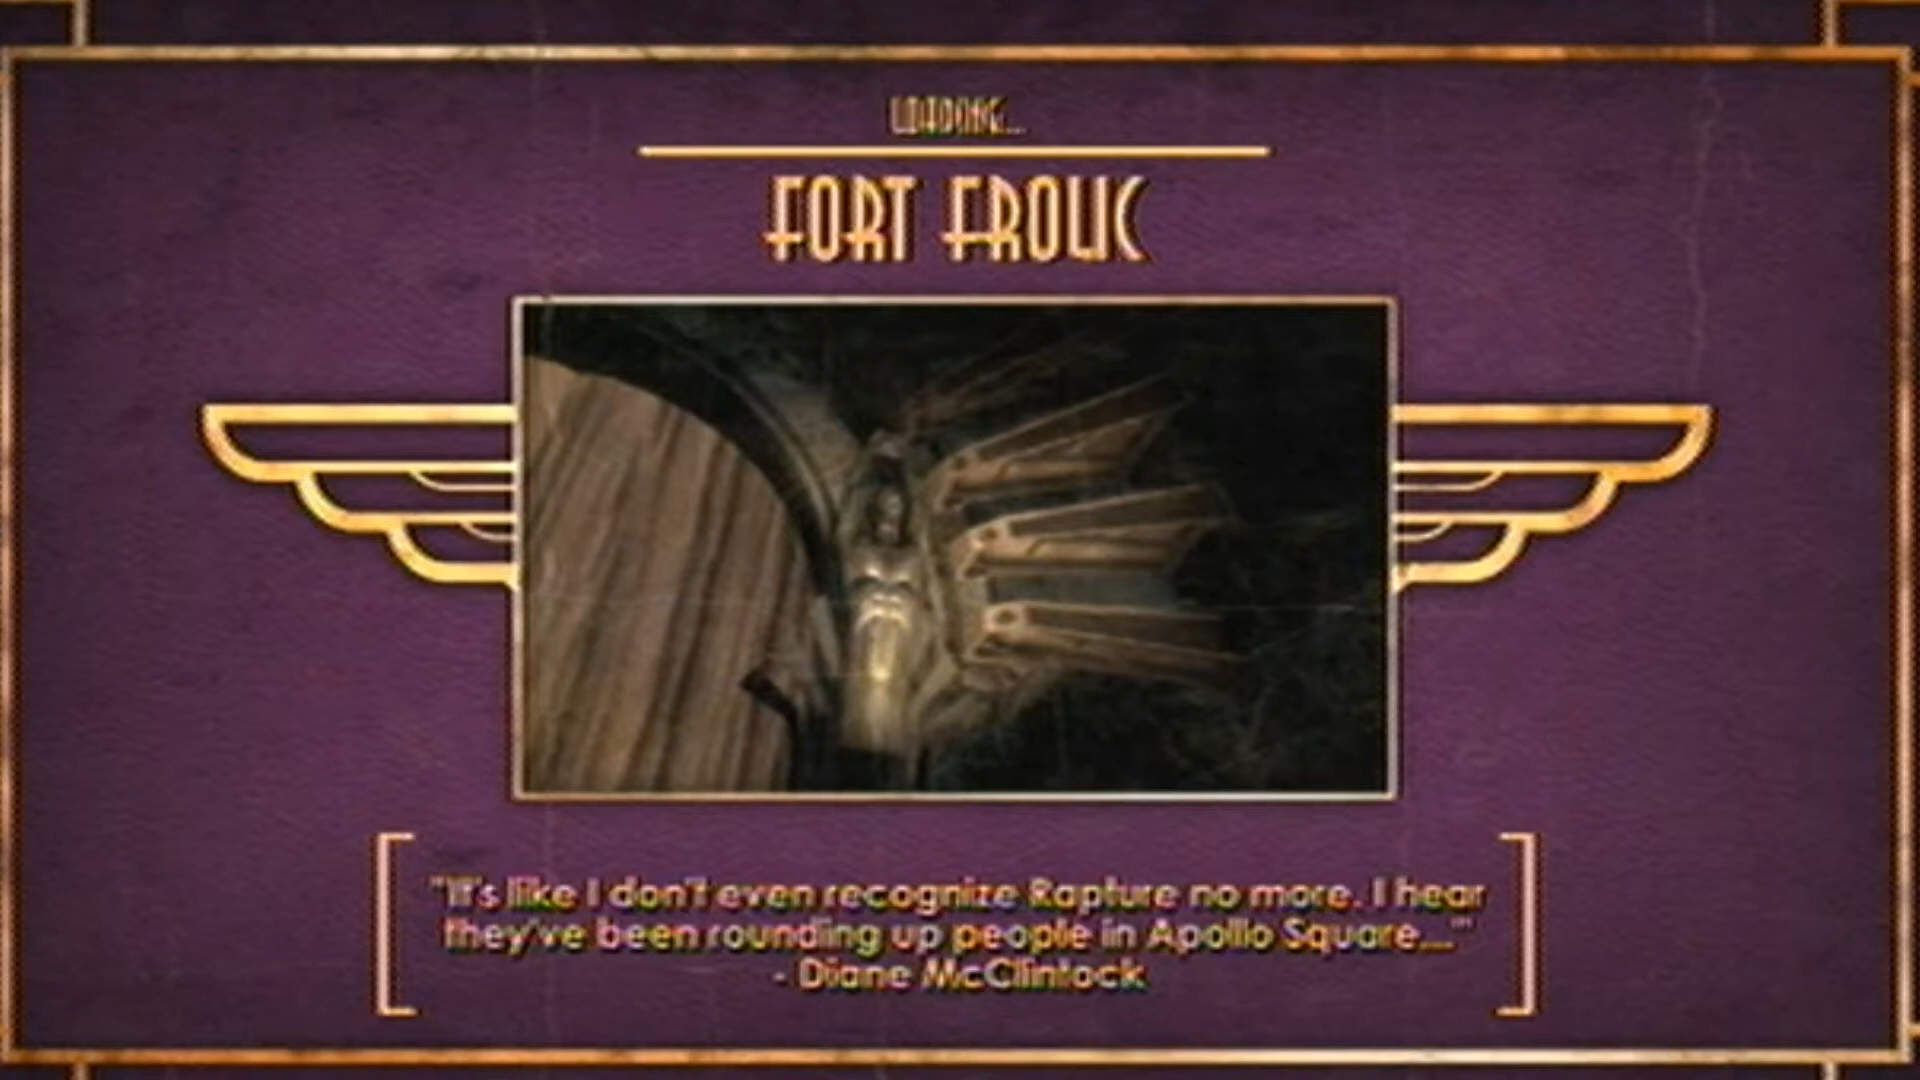 LOADING...
FORT FROLIC
"It's like I don't even recognize Rapture no more. I hear
they've been rounding up people in Apollo Square..."
- Diane McClintock